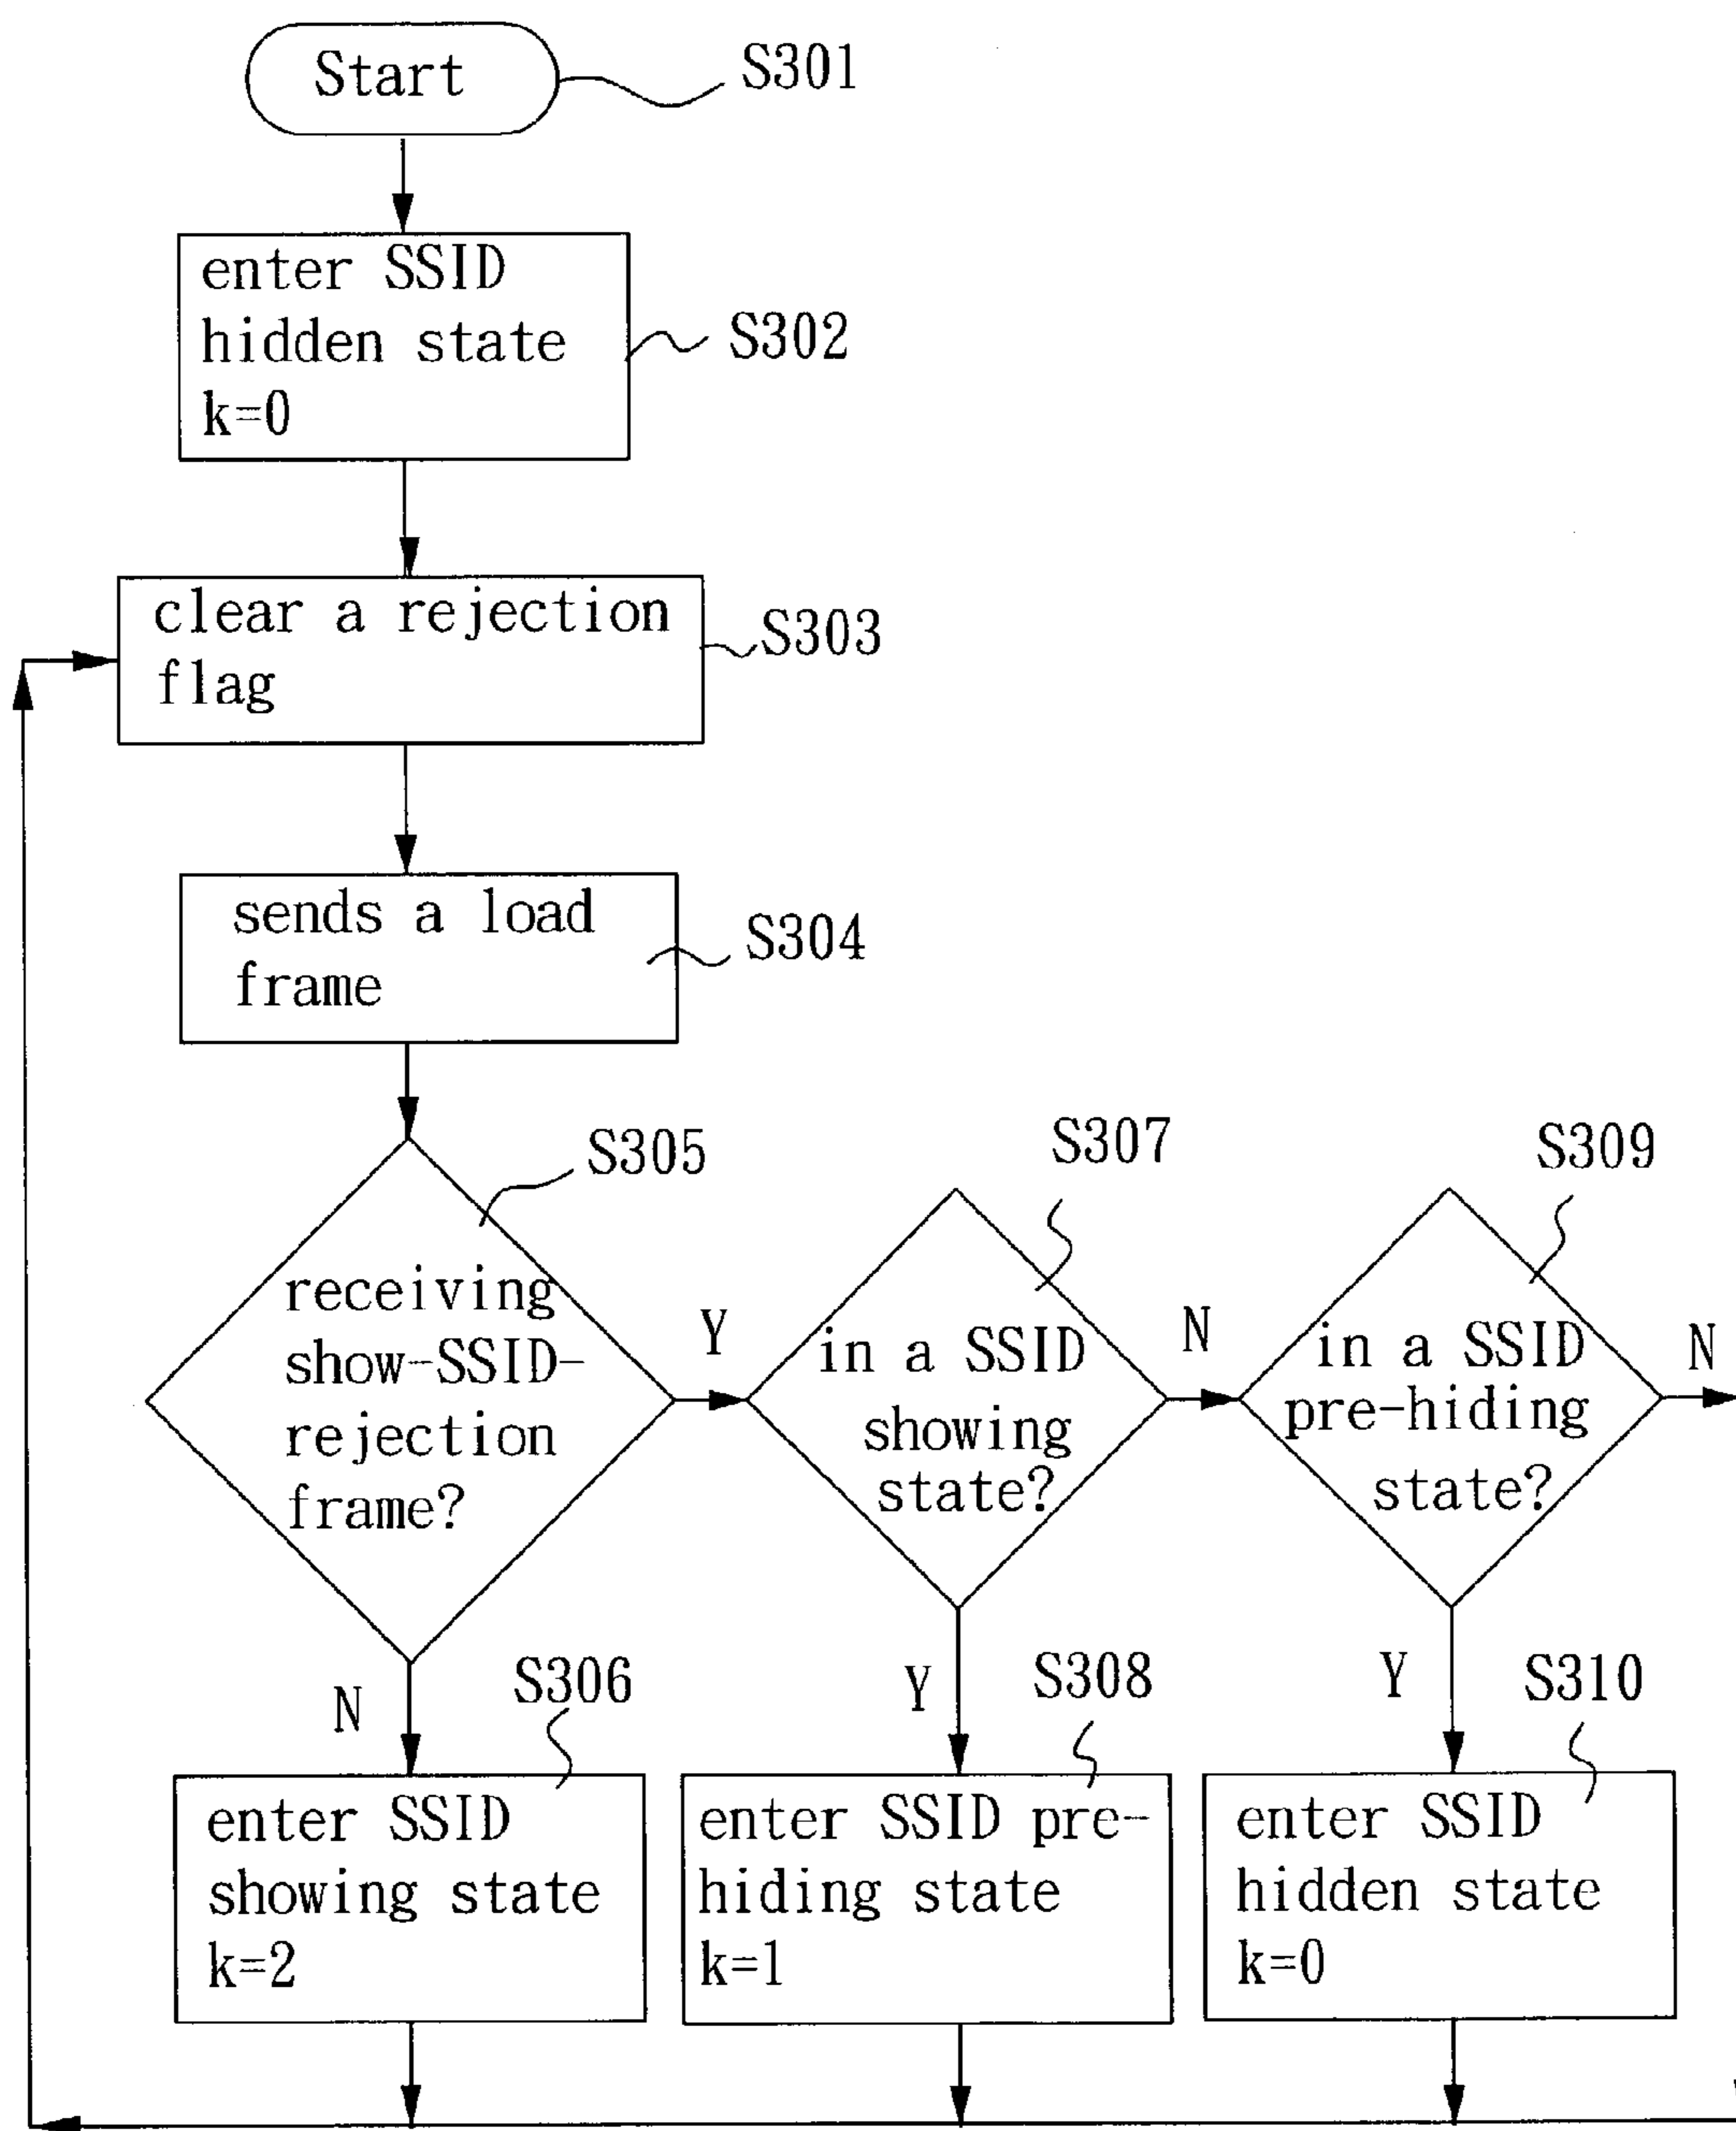 Start
S301
enter SSID
hidden state
k=0
S302
clear a rejection
flag
S303
sends a load
frame
S304
S305
receiving
show-SSID-
rejection
frame?
Y
N
S307
in a SSID
showing
state?
N
Y
S309
in a SSID
pre-hiding
state?
N
Y
S306
enter SSID
showing state
k=2
S308
enter SSID pre-
hiding state
k=1
S310
enter SSID
hidden state
k=0